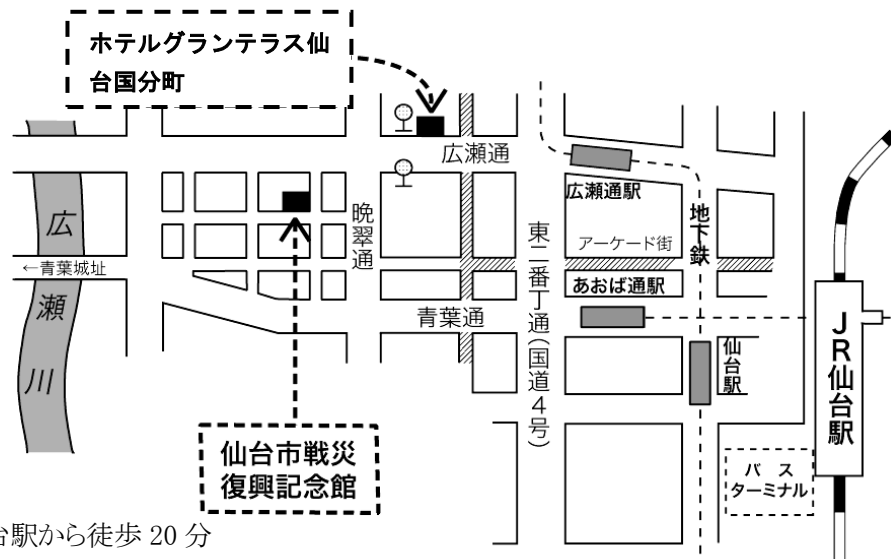 ホテルグランテラス仙
台国分町
広瀬通
広瀬通駅
晩翠通
地下鉄
東二番丁通(国道4号)
アーケード街
広瀬川
←青葉城址
あおば通駅
青葉通
仙台駅
JR仙台駅
仙台市戦災
復興記念館
バス
ターミナル
台駅から徒歩 20 分